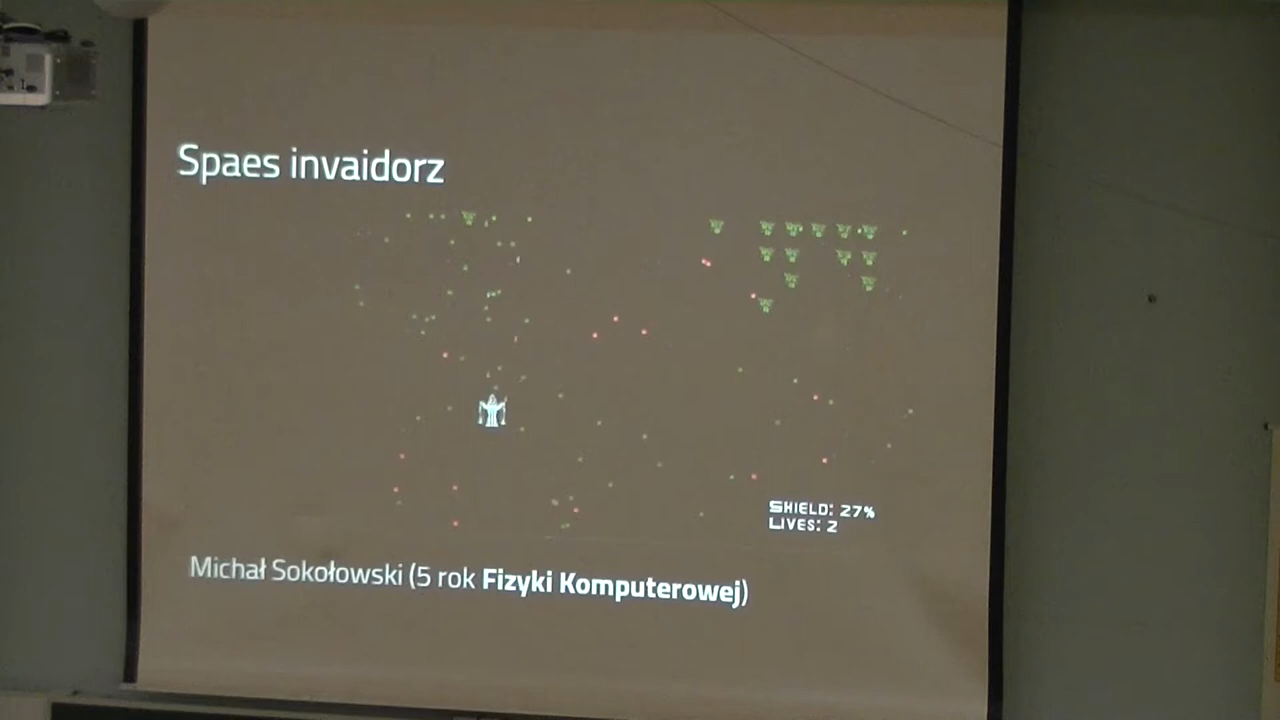 Spaes invaidorz
SHIELD: 27%
LIVES: 2
Michał Sokołowski (5 rok Fizyki Komputerowej)